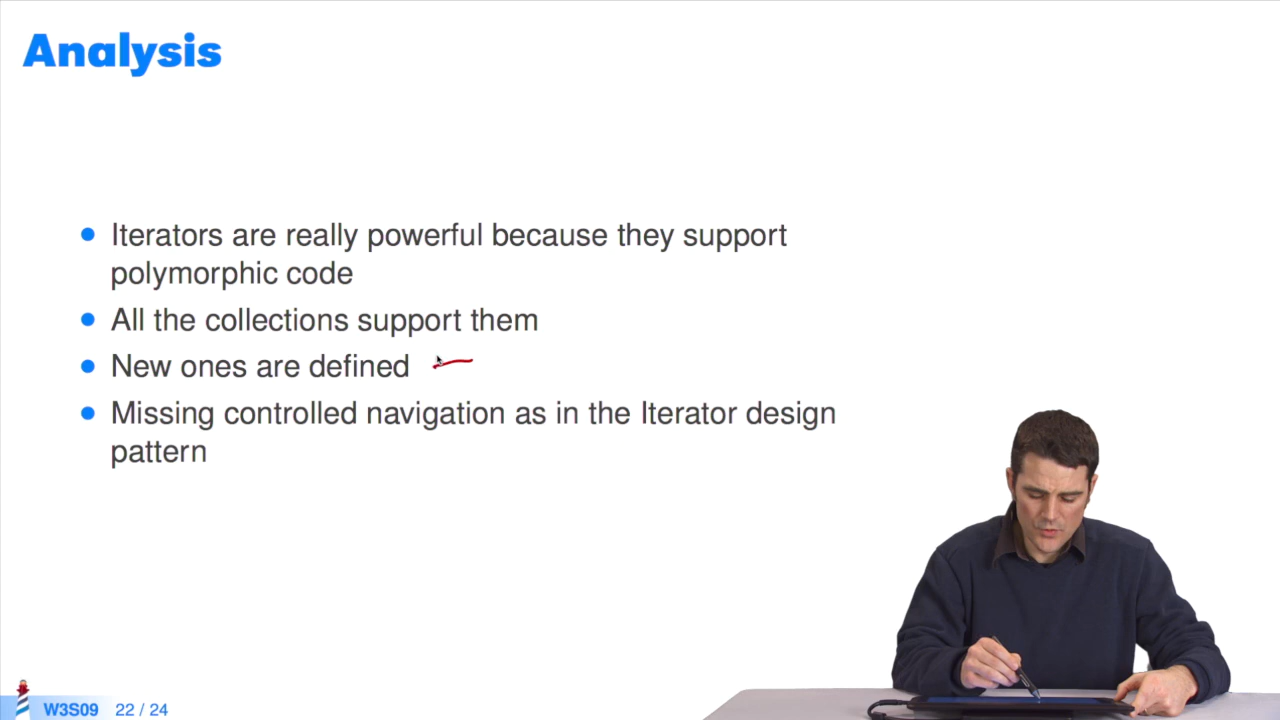 Analysis
Iterators are really powerful because they support
polymorphic code
All the collections support them
New ones are defined
Missing controlled navigation as in the Iterator design
pattern
W3S09 22 / 24